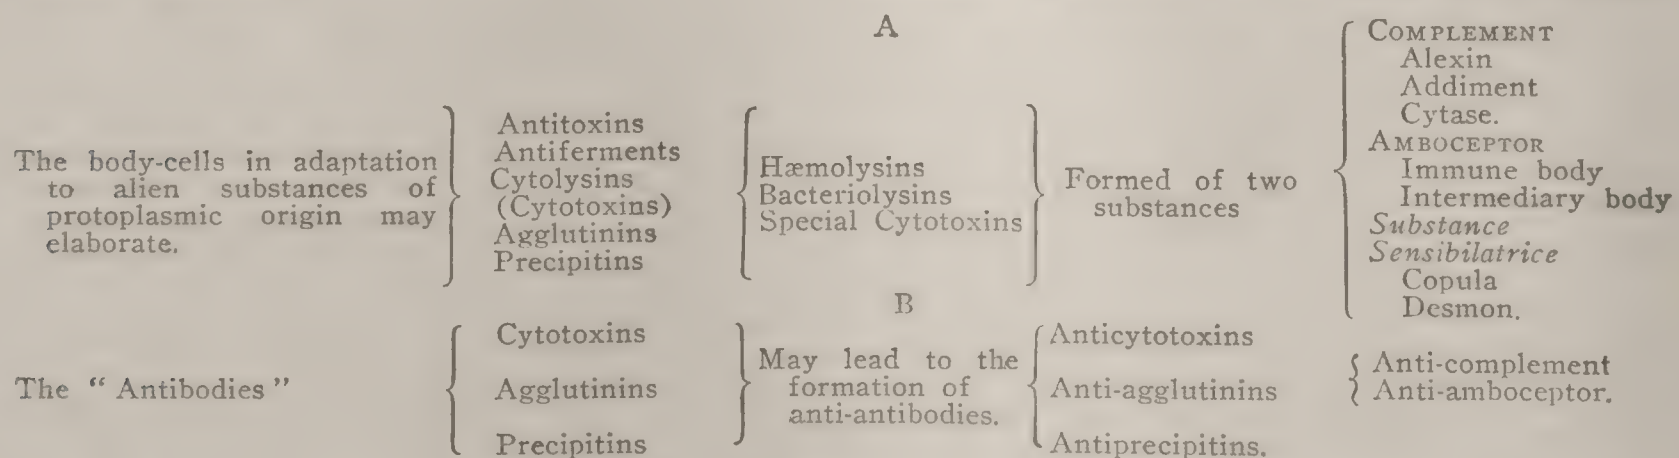 A
The body-cells in adaptation
to alien substances of
protoplasmic origin may
elaborate.
Antitoxins
Antiferments
Cytolysins
(Cytotoxins)
Agglutinins
Precipitins
Hæmolysins
Bacteriolysins
Special Cytotoxins
Formed of two
substances
COMPLEMENT
Alexin
Addiment
Cytase.
AMBOCEPTOR
Immune body
Intermediary body
Substance
Sensibilatrice
Copula
Desmon.
B
The “ Antibodies ”
Cytotoxins
Agglutinins
Precipitins
May lead to the
formation of
anti-antibodies.
Anticytotoxins
Anti-agglutinins
Antiprecipitins.
Anti-complement
Anti-amboceptor.